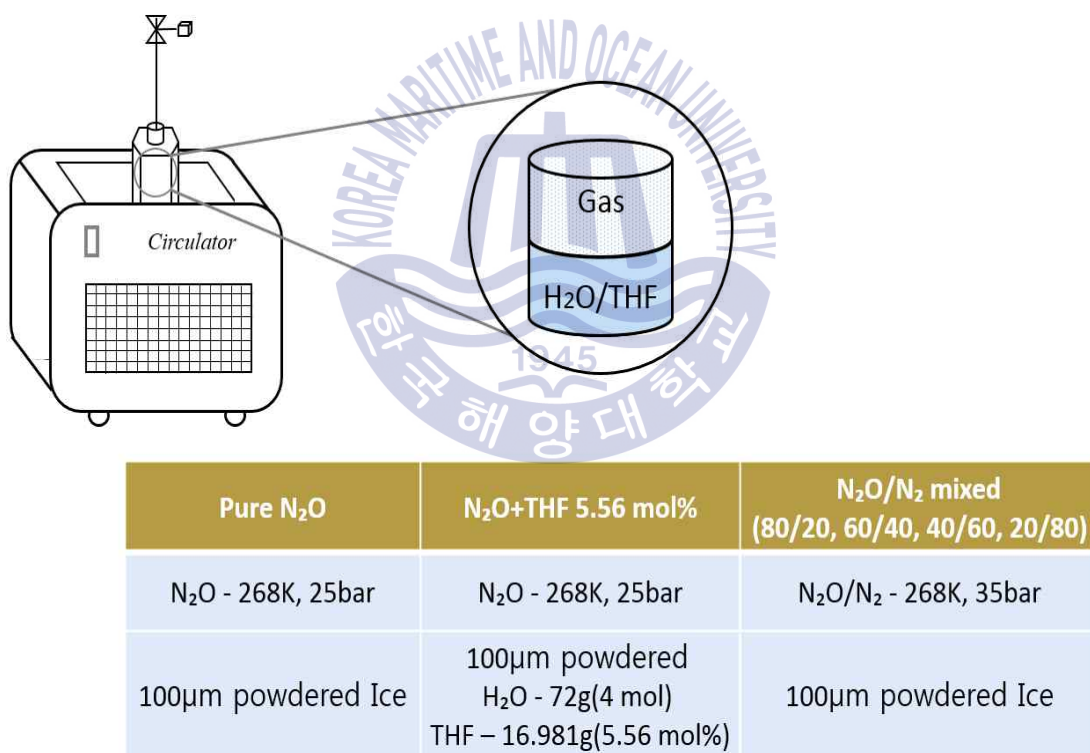 KOREA MARITIME AND OCEAN UNIVERSITY
Gas
Circulator
H₂O/THF
1945
한국해양대학교
Pure N₂O
N₂O+THF 5.56 mol%
N₂O/N₂ mixed
(80/20, 60/40, 40/60, 20/80)
N₂O - 268K, 25bar
N₂O - 268K, 25bar
N₂O/N₂ - 268K, 35bar
100µm powdered Ice
100µm powdered
H₂O - 72g(4 mol)
THF – 16.981g(5.56 mol%)
100µm powdered Ice